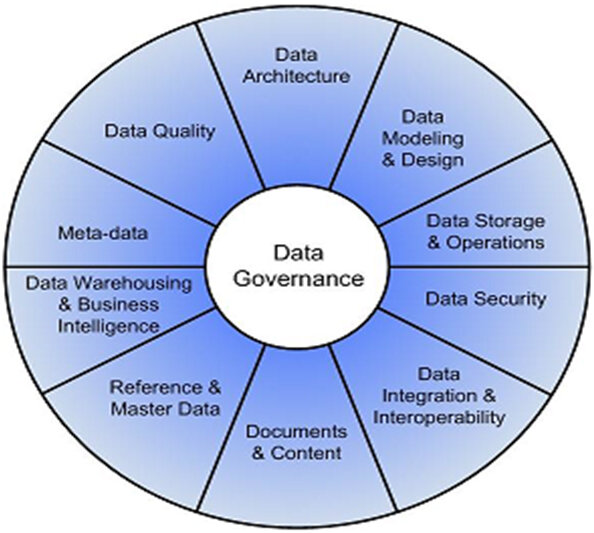 Data
Architecture
Data
Modeling
& Design
Data Storage
& Operations
Data Security
Data
Integration &
Interoperability
Documents
& Content
Reference &
Master Data
Data Warehousing
& Business
Intelligence
Meta-data
Data Quality
Data
Governance